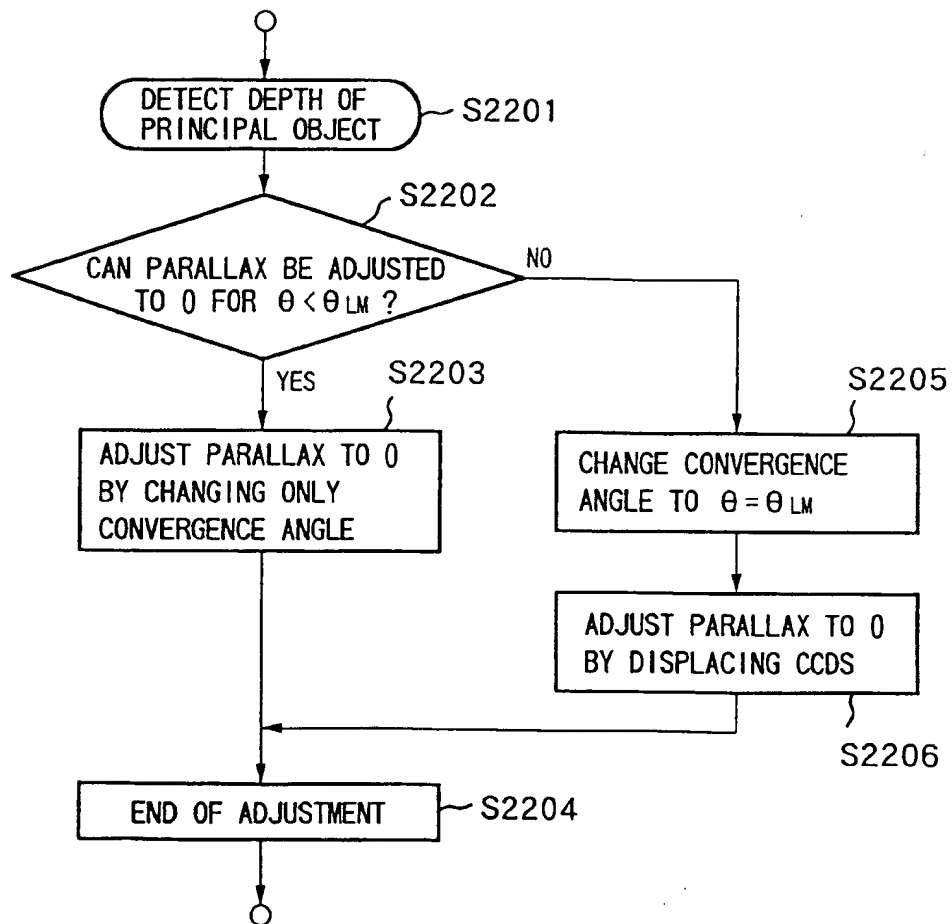 DETECT DEPTH OF
PRINCIPAL OBJECT
S2201
S2202
CAN PARALLAX BE ADJUSTED
TO 0 FOR θ<θLM ?
NO
YES
S2203
ADJUST PARALLAX TO 0
BY CHANGING ONLY
CONVERGENCE ANGLE
S2205
CHANGE CONVERGENCE
ANGLE TO θ=θLM
ADJUST PARALLAX TO 0
BY DISPLACING CCDS
S2206
END OF ADJUSTMENT
S2204